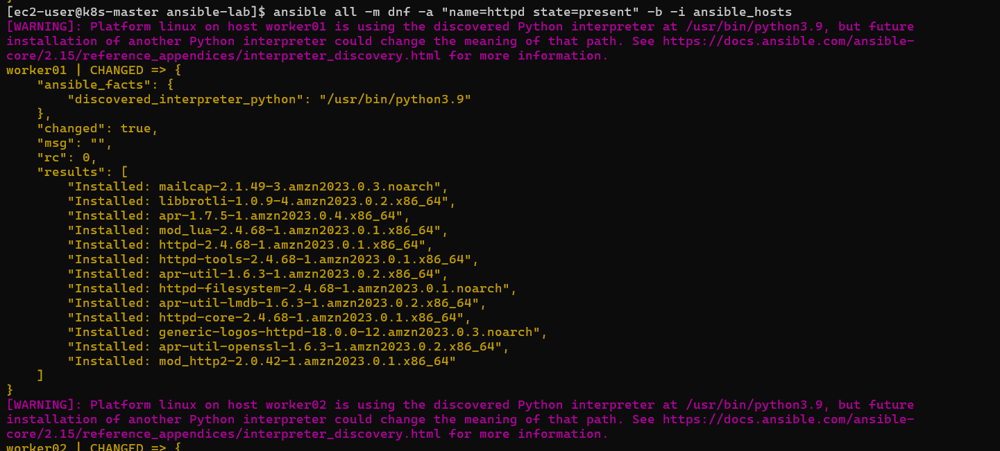 }
[ec2-user@k8s-master ansible-lab]$ ansible all -m dnf -a "name=httpd state=present" -b -i ansible_hosts
[WARNING]: Platform linux on host worker01 is using the discovered Python interpreter at /usr/bin/python3.9, but future
installation of another Python interpreter could change the meaning of that path. See https://docs.ansible.com/ansible-
core/2.15/reference_appendices/interpreter_discovery.html for more information.
worker01 | CHANGED => {
    "ansible_facts": {
        "discovered_interpreter_python": "/usr/bin/python3.9"
    },
    "changed": true,
    "msg": "",
    "rc": 0,
    "results": [
        "Installed: mailcap-2.1.49-3.amzn2023.0.3.noarch",
        "Installed: libbrotli-1.0.9-4.amzn2023.0.2.x86_64",
        "Installed: apr-1.7.5-1.amzn2023.0.4.x86_64",
        "Installed: mod_lua-2.4.68-1.amzn2023.0.1.x86_64",
        "Installed: httpd-2.4.68-1.amzn2023.0.1.x86_64",
        "Installed: httpd-tools-2.4.68-1.amzn2023.0.1.x86_64",
        "Installed: apr-util-1.6.3-1.amzn2023.0.2.x86_64",
        "Installed: httpd-filesystem-2.4.68-1.amzn2023.0.1.noarch",
        "Installed: apr-util-lmdb-1.6.3-1.amzn2023.0.2.x86_64",
        "Installed: httpd-core-2.4.68-1.amzn2023.0.1.x86_64",
        "Installed: generic-logos-httpd-18.0.0-12.amzn2023.0.3.noarch",
        "Installed: apr-util-openssl-1.6.3-1.amzn2023.0.2.x86_64",
        "Installed: mod_http2-2.0.42-1.amzn2023.0.1.x86_64"
    ]
}
[WARNING]: Platform linux on host worker02 is using the discovered Python interpreter at /usr/bin/python3.9, but future
installation of another Python interpreter could change the meaning of that path. See https://docs.ansible.com/ansible-
core/2.15/reference_appendices/interpreter_discovery.html for more information.
worker02 | CHANGED => {